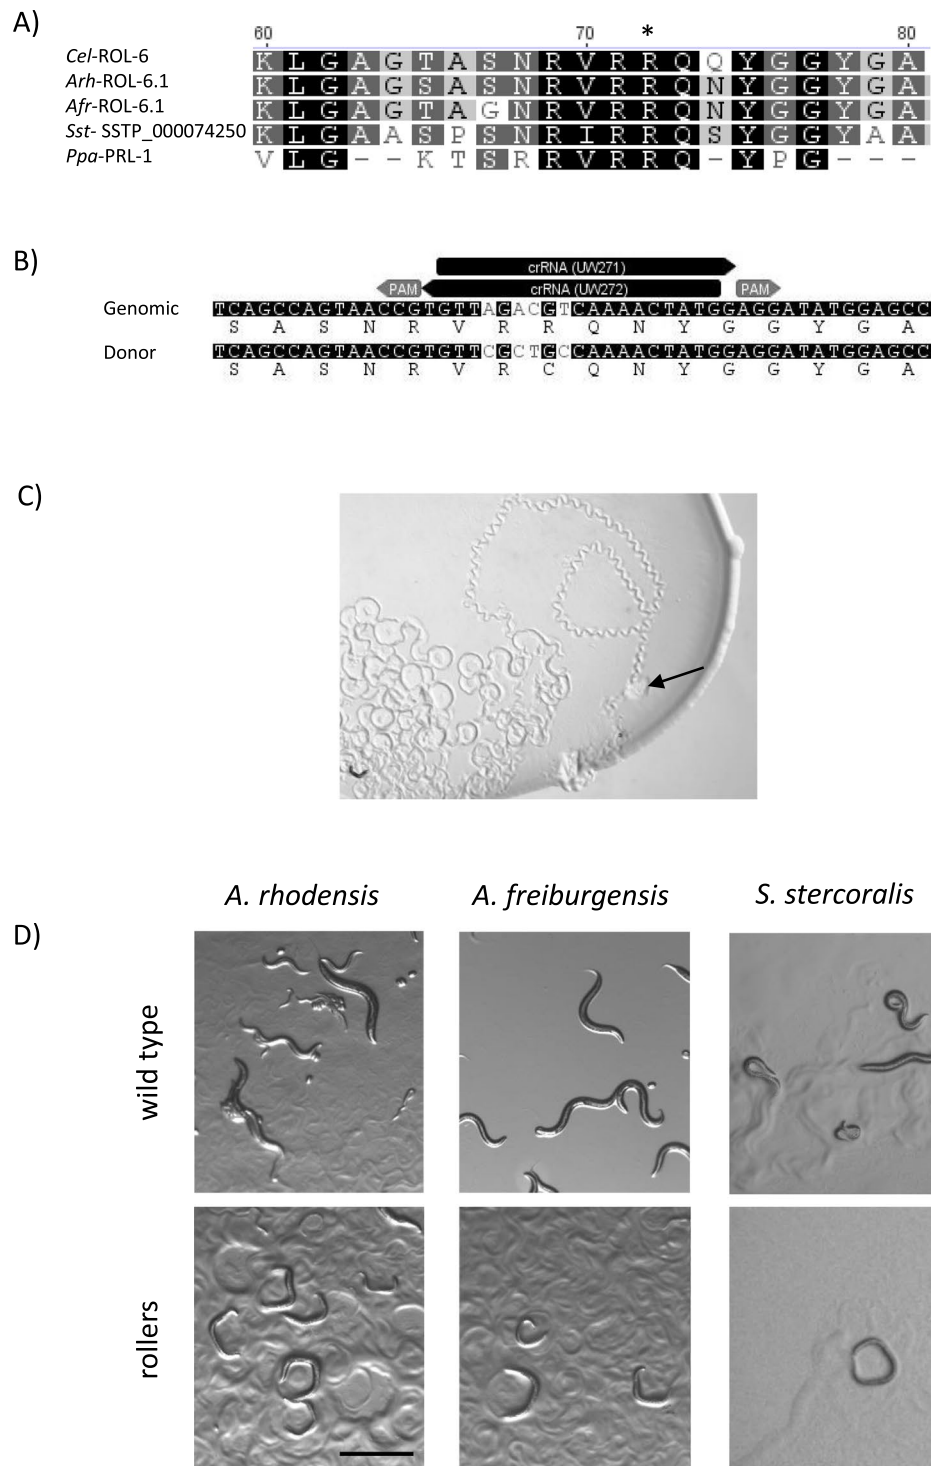 A)
60 70 * 80
Cel-ROL-6 K L G A G T A S N R V R R Q Q Y G G Y G A
Arh-ROL-6.1 K L G A G S A S N R V R R Q N Y G G Y G A
Afr-ROL-6.1 K L G A G T A G N R V R R Q N Y G G Y G A
Sst- SSTP_000074250 K L G A A S P S N R I R R Q S Y G G Y A A
Ppa-PRL-1 V L G – – K T S R R V R R Q – Y P G – – –
B)
crRNA (UW271)
PAM crRNA (UW272) PAM
Genomic TCAGCCAGTAACCGTGTTAGACGTCAAAACTATGGAGGATATGGAGCC
S A S N R V R R Q N Y G G Y G A
Donor TCAGCCAGTAACCGTGTTCGCTGCCAAAACTATGGAGGATATGGAGCC
S A S N R V R C Q N Y G G Y G A
C)
A. rhodensis A. freiburgensis S. stercoralis
D)
wild type
rollers